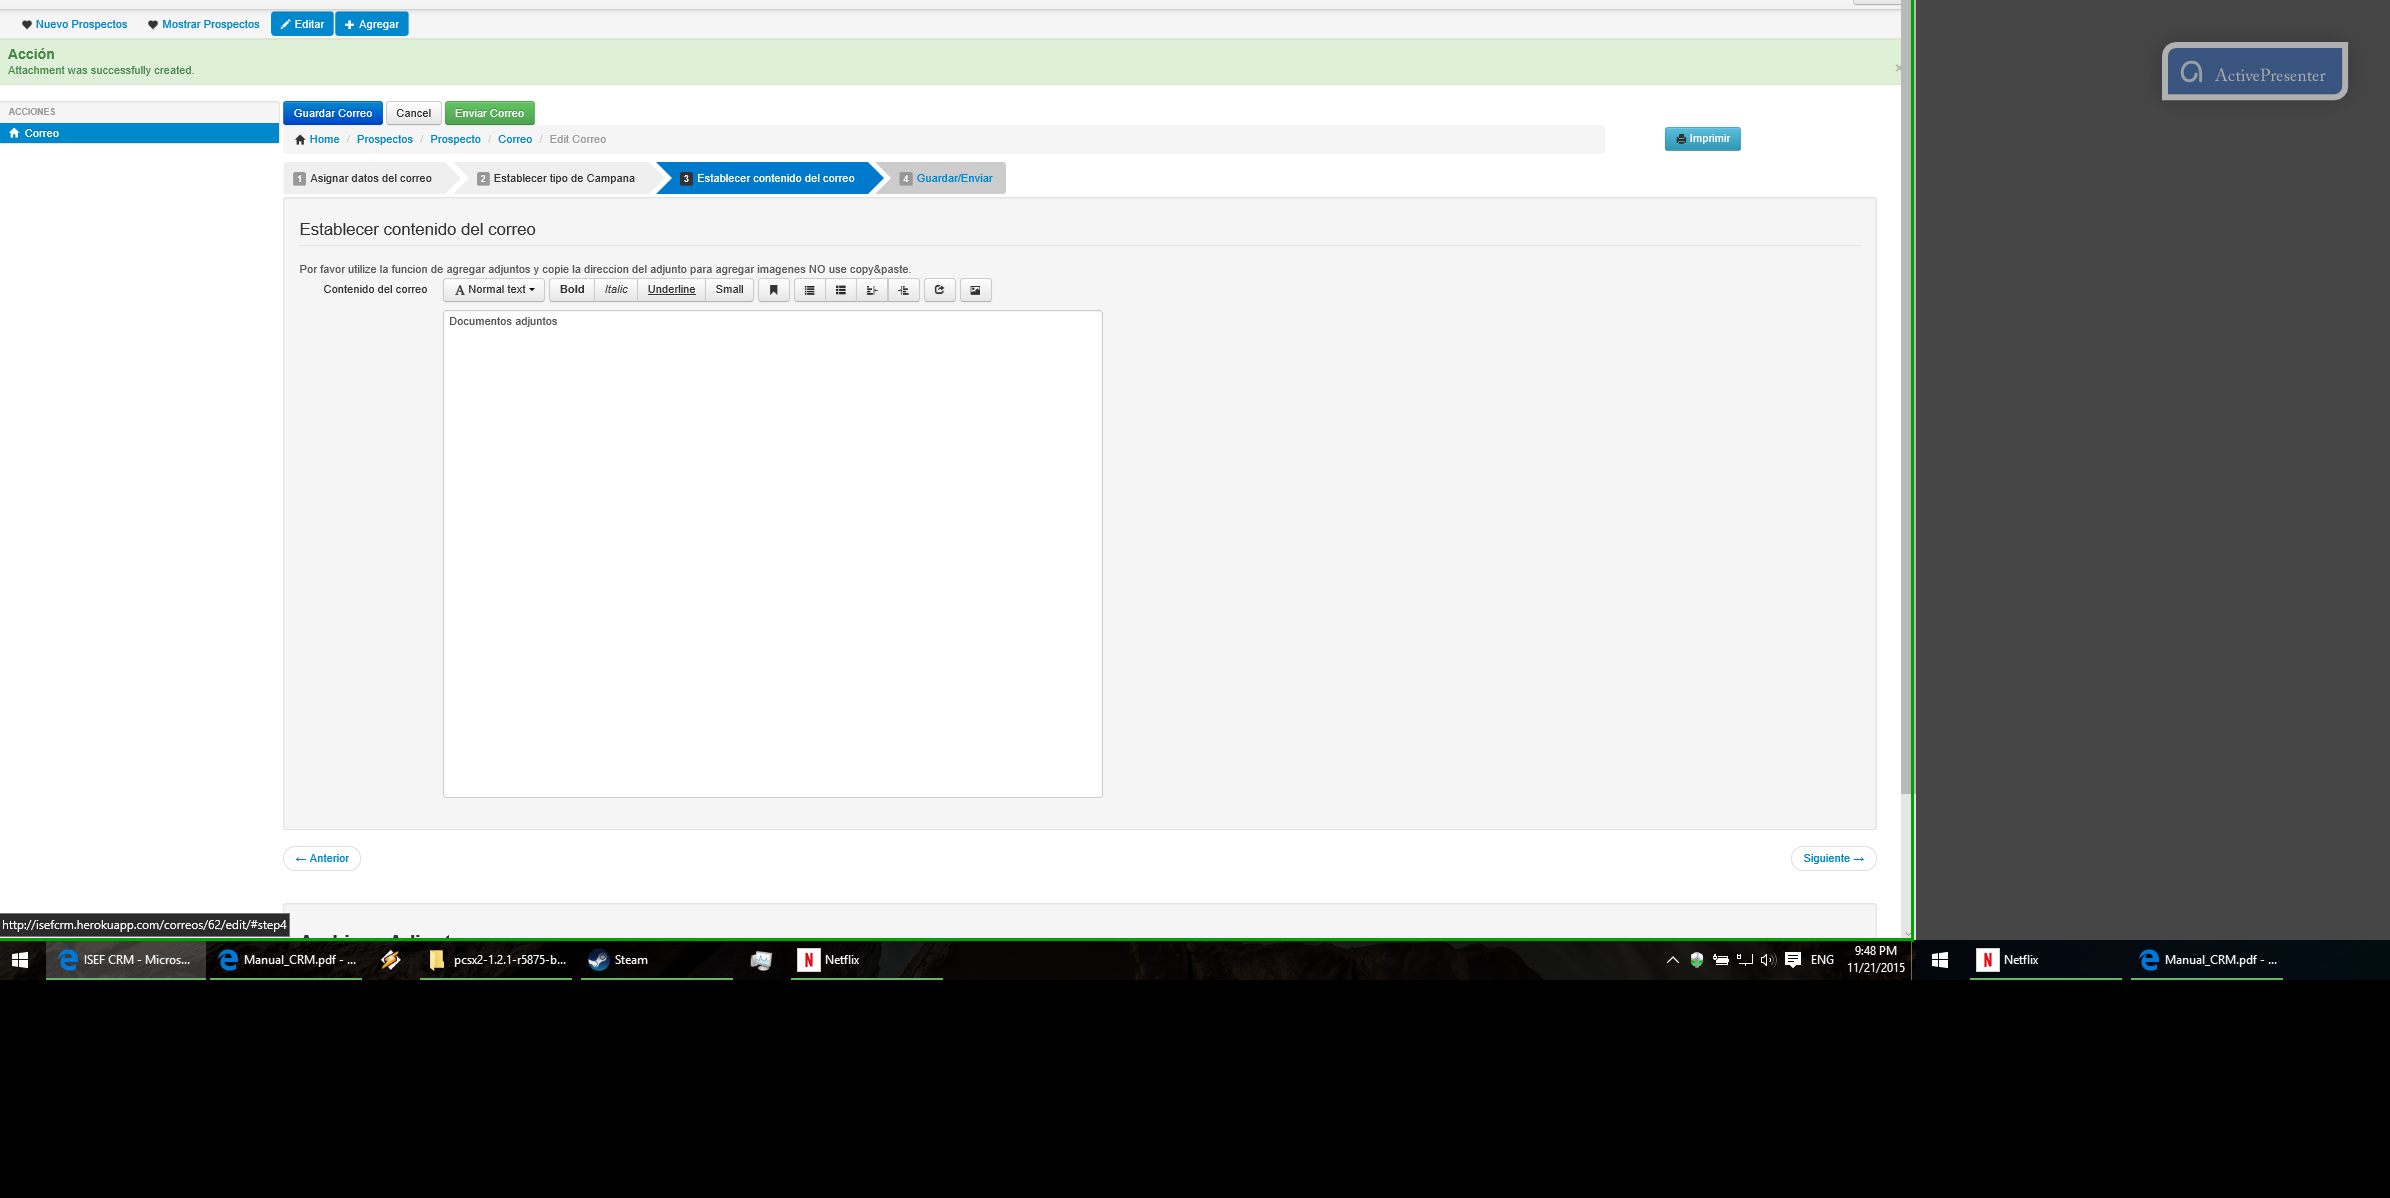 Nuevo Prospectos
Mostrar Prospectos
Editar
Agregar
Acción
Attachment was successfully created.
×
ActivePresenter
ACCIONES
Correo
Guardar Correo
Cancel
Enviar Correo
Home / Prospectos / Prospecto / Correo / Edit Correo
Imprimir
1 Asignar datos del correo
2 Establecer tipo de Campana
3 Establecer contenido del correo
4 Guardar/Enviar
Establecer contenido del correo
Por favor utilize la funcion de agregar adjuntos y copie la direccion del adjunto para agregar imagenes NO use copy&paste.
Contenido del correo
A Normal text
Bold
Italic
Underline
Small
Documentos adjuntos
← Anterior
Siguiente →
http://isefcrm.herokuapp.com/correos/62/edit/#step4
ISEF CRM - Micros...
Manual_CRM.pdf - ...
pcsx2-1.2.1-r5875-b...
Steam
N Netflix
ENG
9:48 PM
11/21/2015
N Netflix
Manual_CRM.pdf - ...